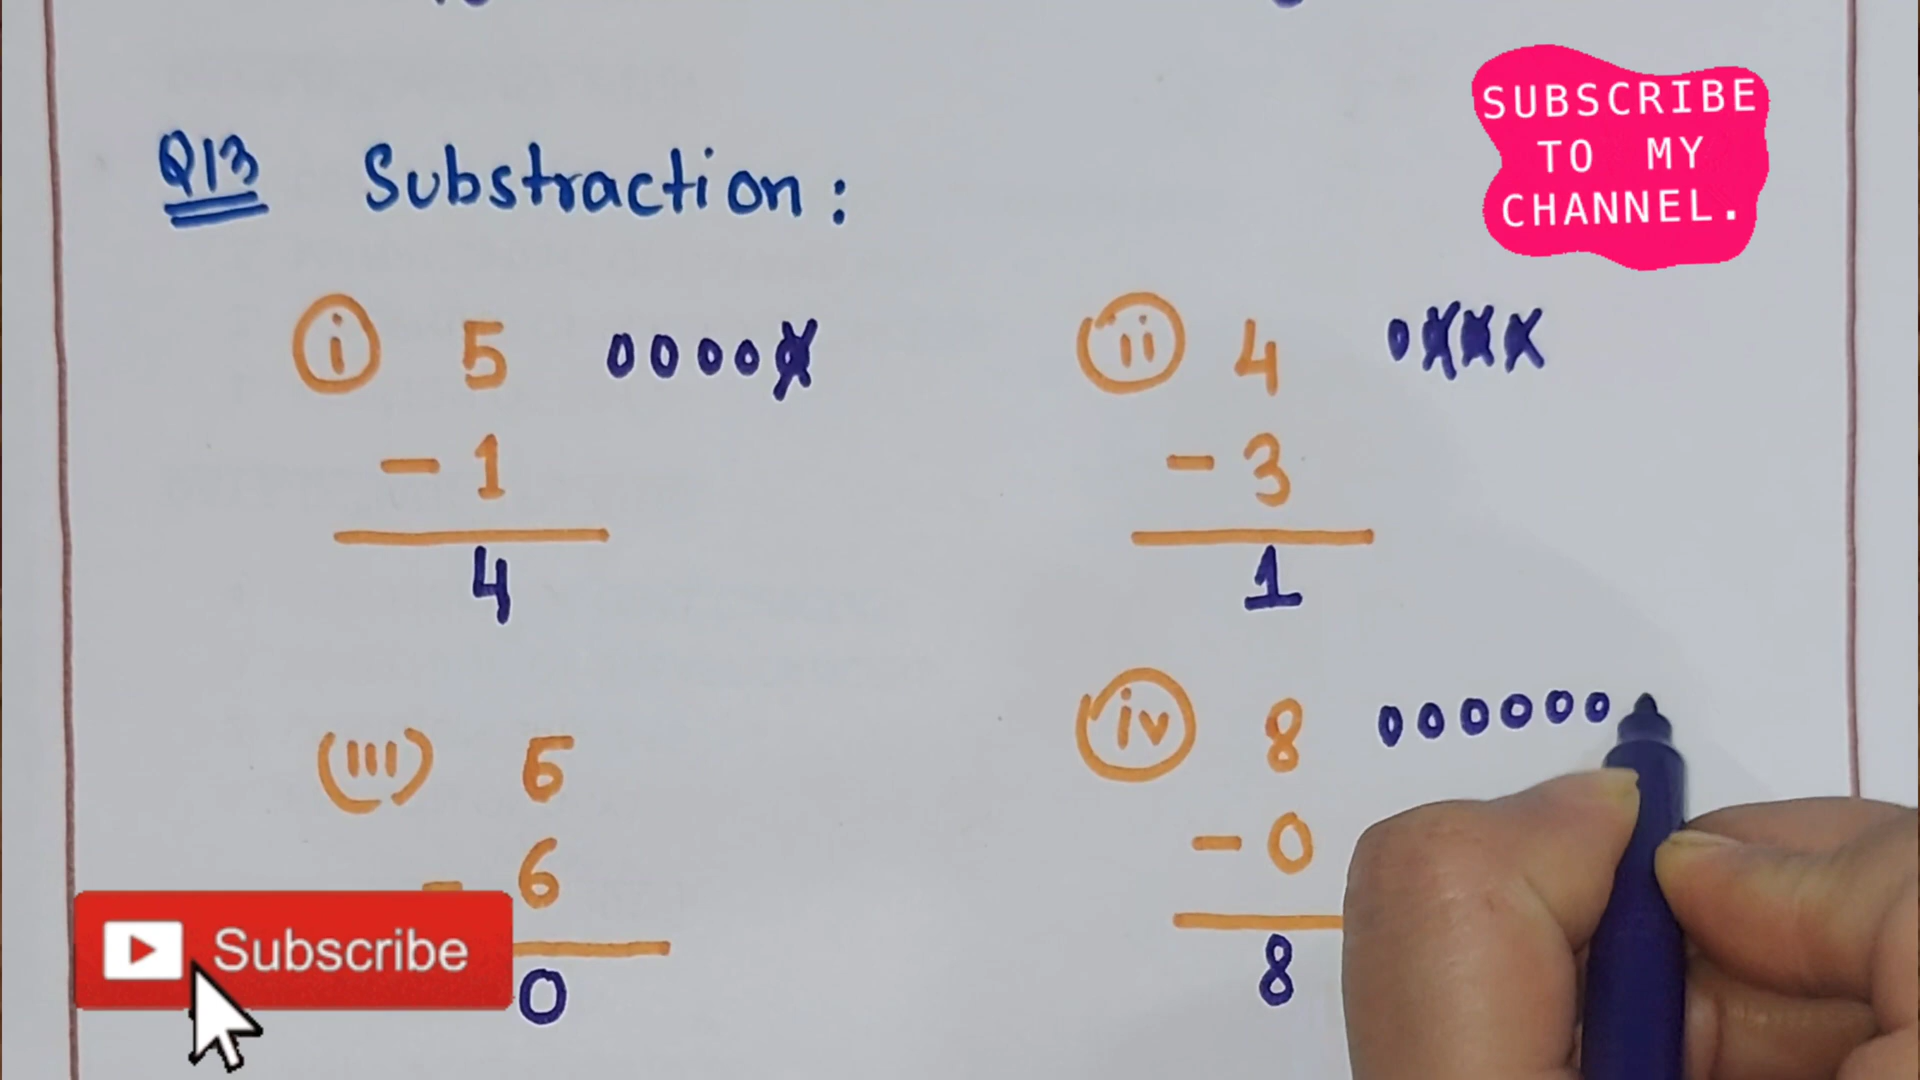 Q13 Substraction:
SUBSCRIBE
TO MY
CHANNEL.
(i) 5 0000
- 1
4
(ii) 4 0
- 3
1
(iii) 6
- 6
0
(iv) 8 000000
- 0
8
Subscribe